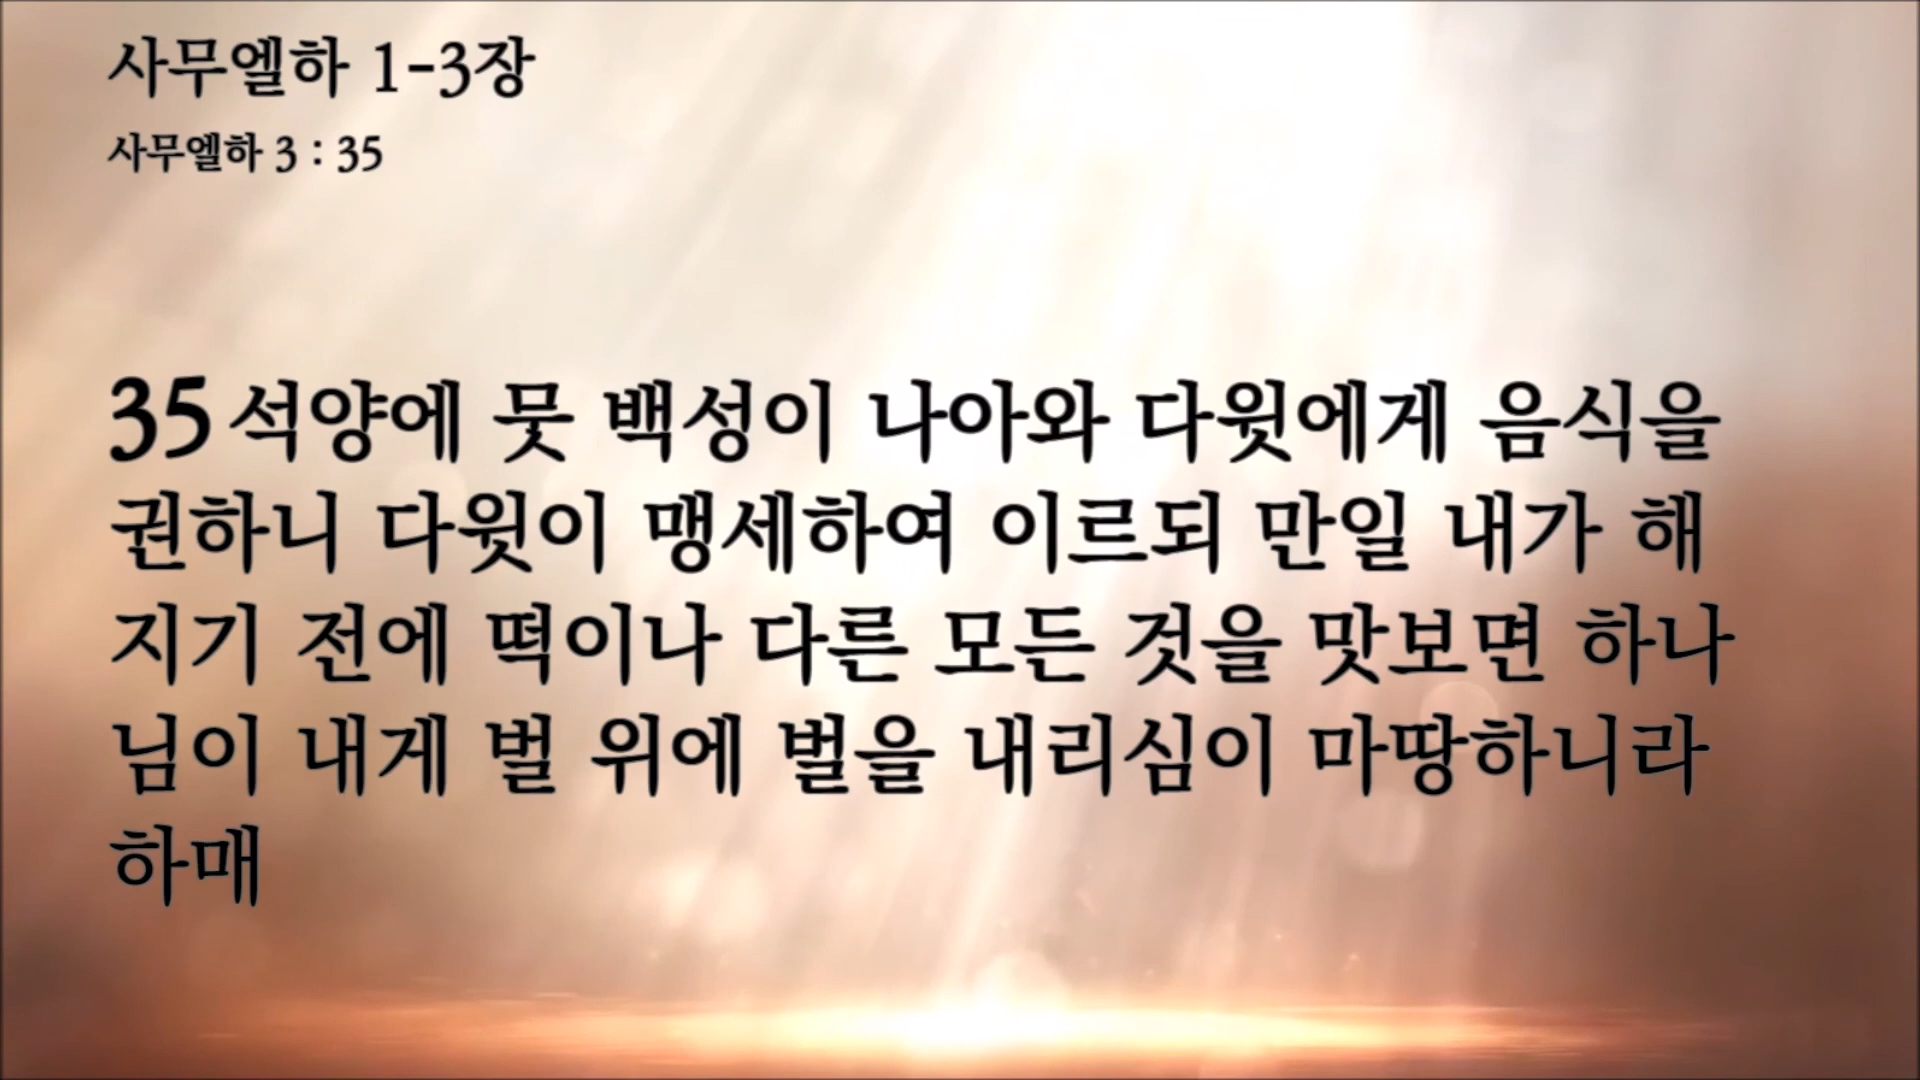 사무엘하 1-3장
사무엘하 3 : 35
35 석양에 뭇 백성이 나아와 다윗에게 음식을
권하니 다윗이 맹세하여 이르되 만일 내가 해
지기 전에 떡이나 다른 모든 것을 맛보면 하나
님이 내게 벌 위에 벌을 내리심이 마땅하니라
하매